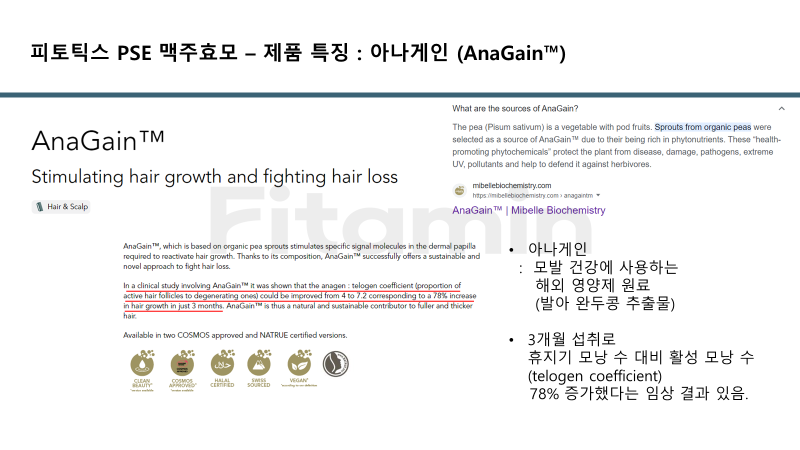 피토틱스 PSE 맥주효모 – 제품 특징 : 아나게인 (AnaGain™)
AnaGain™
Stimulating hair growth and fighting hair loss
Hair & Scalp
What are the sources of AnaGain?
The pea (Pisum sativum) is a vegetable with pod fruits. Sprouts from organic peas were
selected as a source of AnaGain™ due to their being rich in phytonutrients. These "health-
promoting phytochemicals" protect the plant from disease, damage, pathogens, extreme
UV, pollutants and help to defend it against herbivores.
mibellebiochemistry.com
https://mibellebiochemistry.com › anagaintm
AnaGain™ | Mibelle Biochemistry
Fitamin
AnaGain™, which is based on organic pea sprouts stimulates specific signal molecules in the dermal papilla
required to reactivate hair growth. Thanks to its composition, AnaGain™ successfully offers a sustainable and
novel approach to fight hair loss.
In a clinical study involving AnaGain™ it was shown that the anagen : telogen coefficient (proportion of
active hair follicles to degenerating ones) could be improved from 4 to 7.2 corresponding to a 78% increase
in hair growth in just 3 months. AnaGain™ is thus a natural and sustainable contributor to fuller and thicker
hair.
Available in two COSMOS approved and NATRUE certified versions.
CLEAN
BEAUTY*
COSMOS
APPROVED*
HALAL
CERTIFIED
SWISS
SOURCED
VEGAN*
• 아나게인
: 모발 건강에 사용하는
해외 영양제 원료
(발아 완두콩 추출물)
• 3개월 섭취로
휴지기 모낭 수 대비 활성 모낭 수
(telogen coefficient)
78% 증가했다는 임상 결과 있음.